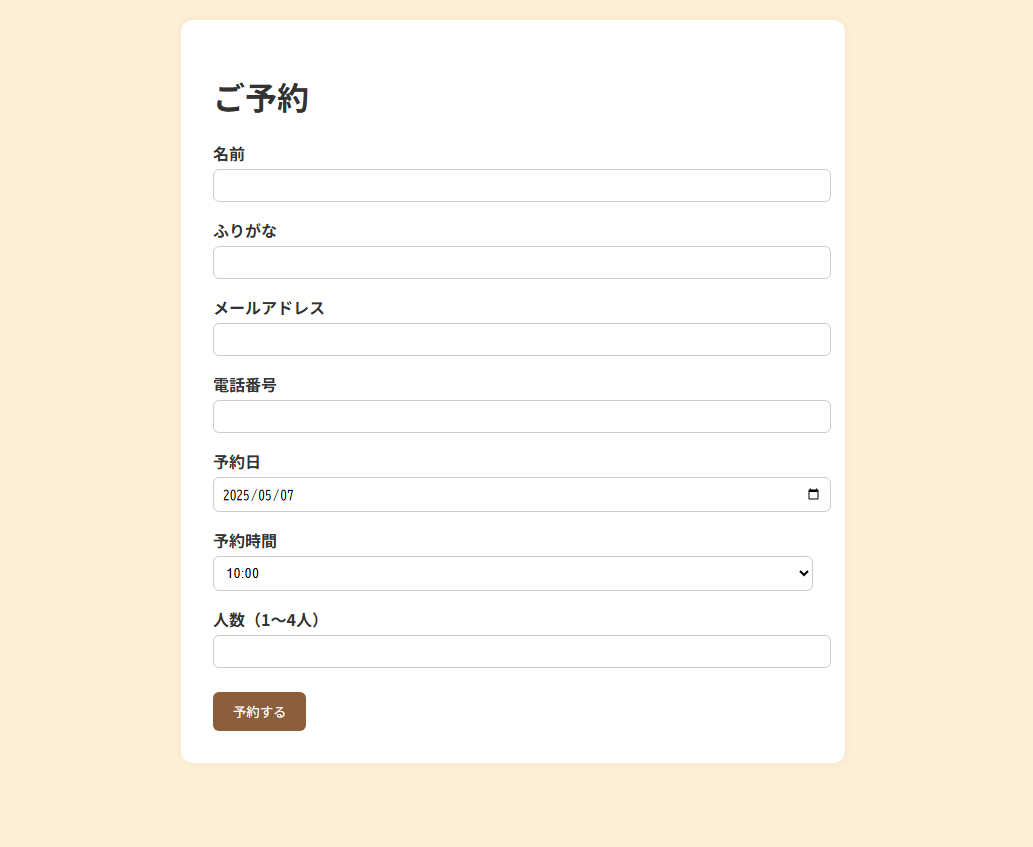 ご予約
名前
ふりがな
メールアドレス
電話番号
予約日
2025/05/07
予約時間
10:00
人数（1〜4人）
予約する